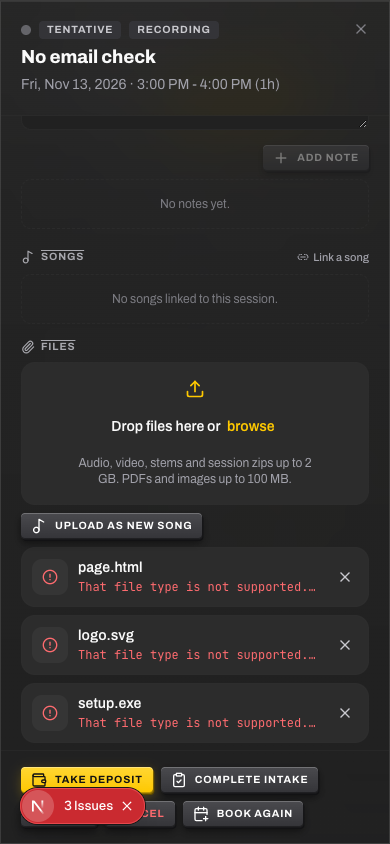 TENTATIVE RECORDING
No email check
Fri, Nov 13, 2026 · 3:00 PM - 4:00 PM (1h)
ADD NOTE
No notes yet.
SONGS Link a song
No songs linked to this session.
FILES
Drop files here or browse
Audio, video, stems and session zips up to 2
GB. PDFs and images up to 100 MB.
UPLOAD AS NEW SONG
page.html
That file type is not supported.…
logo.svg
That file type is not supported.…
setup.exe
That file type is not supported.…
TAKE DEPOSIT COMPLETE INTAKE
N 3 Issues CEL BOOK AGAIN